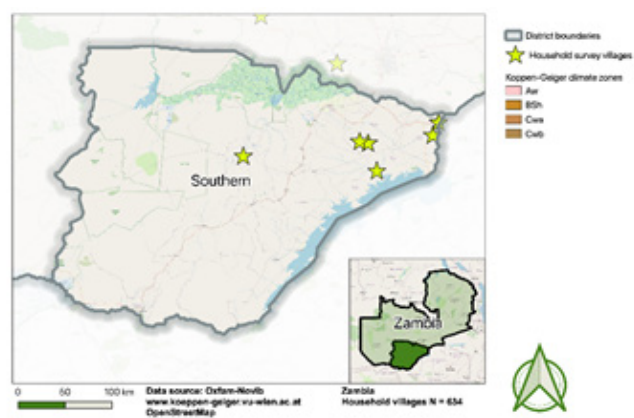 District boundaries
Household survey villages
Koppen-Geiger climate zones
Aw
BSh
Cwa
Cwb
Southern
Zambia
0 50 100 km
Data source: Oxfam-Novib
www.koeppen-geiger.vu-wien.ac.at
OpenStreetMap
Zambia
Household villages N = 634